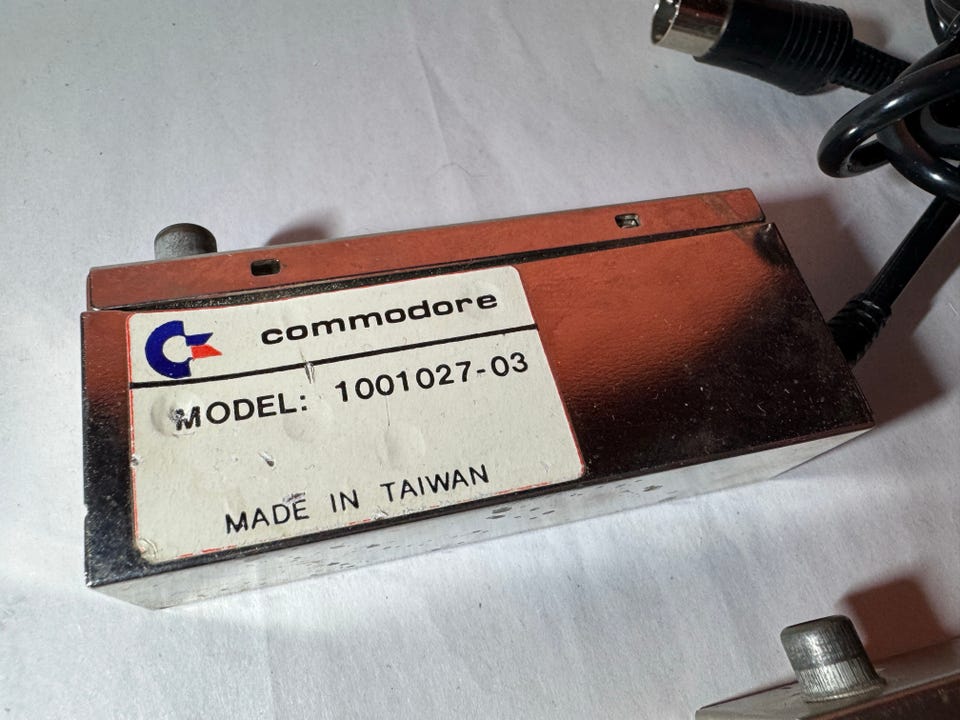 commodore
MODEL: 1001027-03
MADE IN TAIWAN